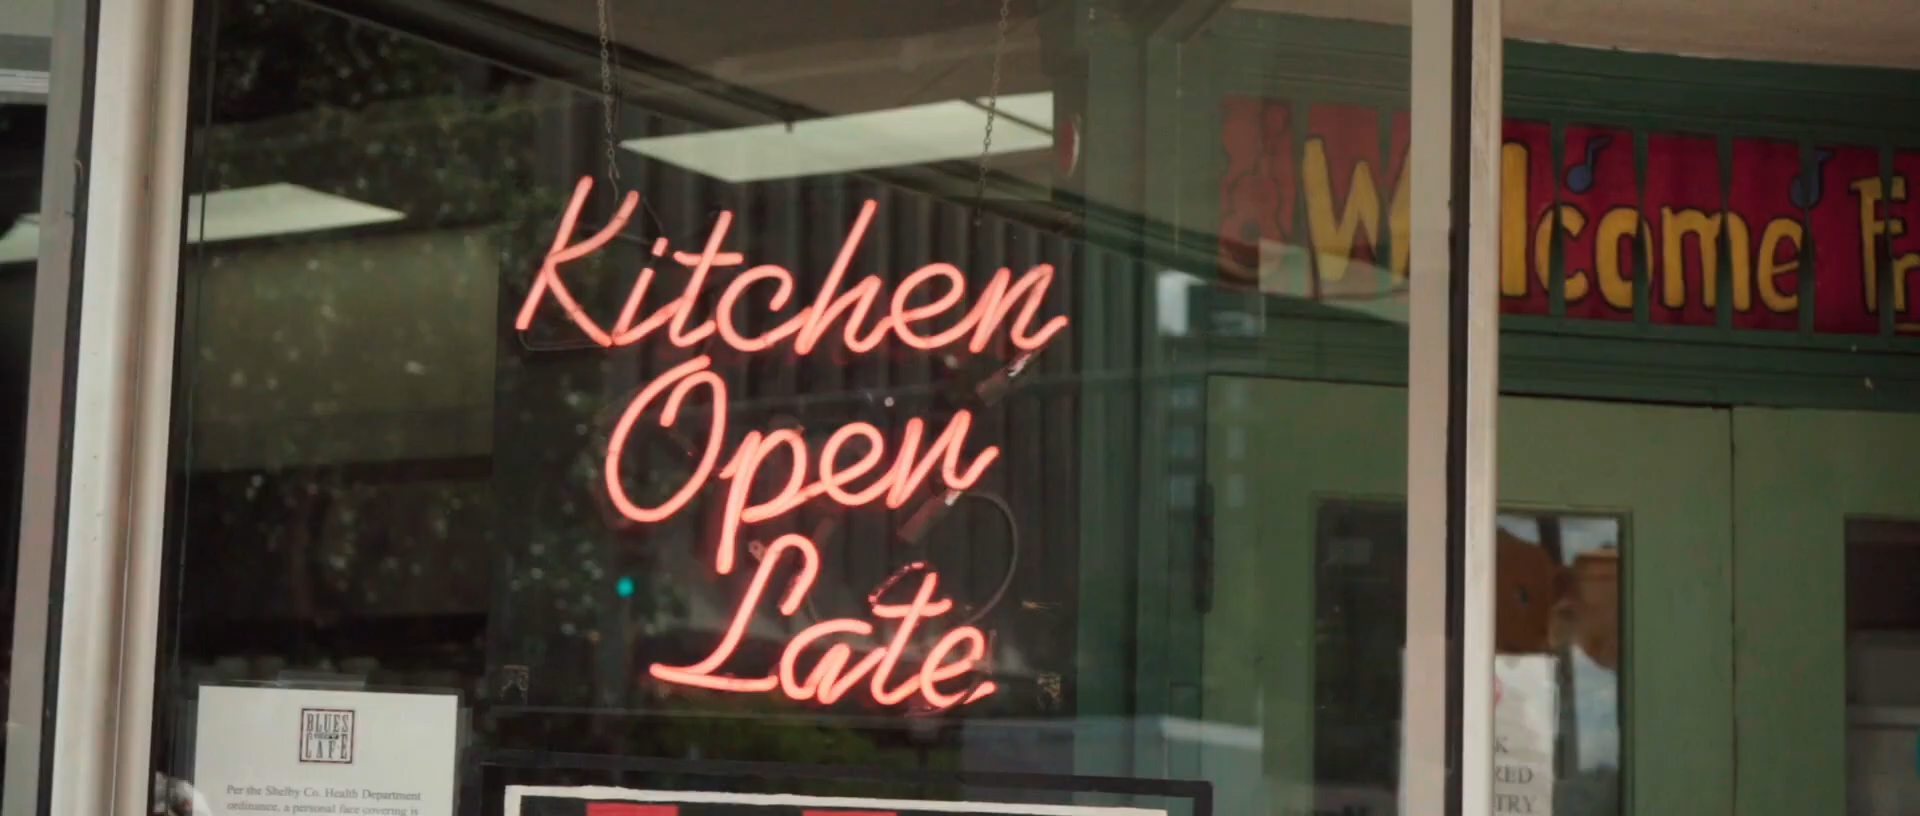 Kitchen
Open
Late
Welcome
BLUES
CAFE
Per the Shelby Co. Health Department
ordinance, a personal face covering is